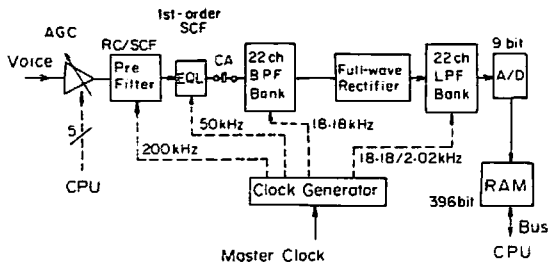 1st-order
SCF
AGC
RC/SCF
CA
9 bit
Voice
Pre
Filter
EQL
22ch
BPF
Bank
Full-wave
Rectifier
22ch
LPF
Bank
A/D
5
CPU
200kHz
50kHz
18·18kHz
18·18/2·02kHz
Clock Generator
Master Clock
396bit
RAM
Bus
CPU